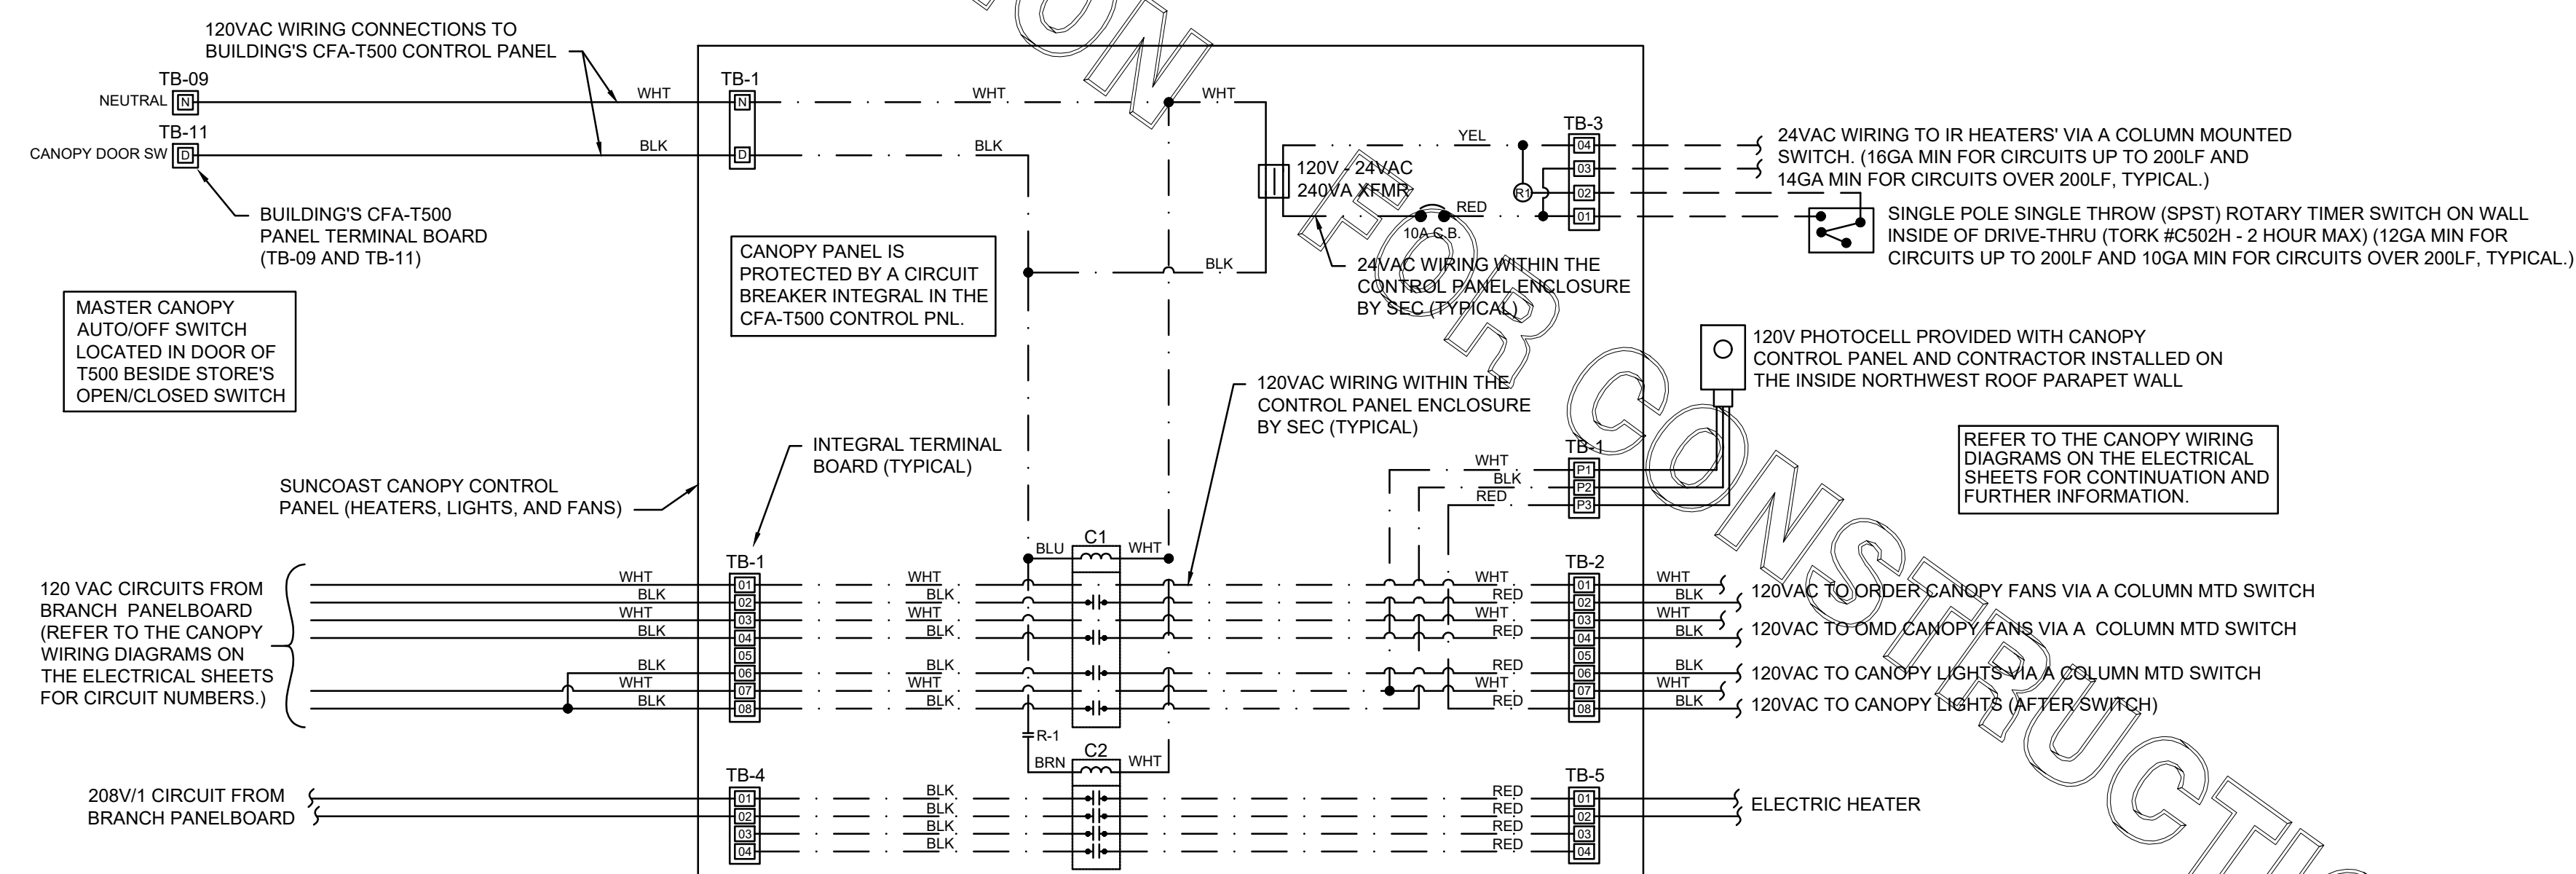 120VAC WIRING CONNECTIONS TO
BUILDING'S CFA-T500 CONTROL PANEL
TB-09
NEUTRAL
N
WHT
TB-11
CANOPY DOOR SW
D
BLK
BUILDING'S CFA-T500
PANEL TERMINAL BOARD
(TB-09 AND TB-11)
MASTER CANOPY
AUTO/OFF SWITCH
LOCATED IN DOOR OF
T500 BESIDE STORE'S
OPEN/CLOSED SWITCH
SUNCOAST CANOPY CONTROL
PANEL (HEATERS, LIGHTS, AND FANS)
TB-1
N
D
WHT
WHT
BLK
BLK
CANOPY PANEL IS
PROTECTED BY A CIRCUIT
BREAKER INTEGRAL IN THE
CFA-T500 CONTROL PNL.
INTEGRAL TERMINAL
BOARD (TYPICAL)
120V - 24VAC
240VA XFMR
YEL
R1
RED
10A C.B.
24VAC WIRING WITHIN THE
CONTROL PANEL ENCLOSURE
BY SEC (TYPICAL)
TB-3
04
03
02
01
24VAC WIRING TO IR HEATERS' VIA A COLUMN MOUNTED
SWITCH. (16GA MIN FOR CIRCUITS UP TO 200LF AND
14GA MIN FOR CIRCUITS OVER 200LF, TYPICAL.)
SINGLE POLE SINGLE THROW (SPST) ROTARY TIMER SWITCH ON WALL
INSIDE OF DRIVE-THRU (TORK #C502H - 2 HOUR MAX) (12GA MIN FOR
CIRCUITS UP TO 200LF AND 10GA MIN FOR CIRCUITS OVER 200LF, TYPICAL.)
120V PHOTOCELL PROVIDED WITH CANOPY
CONTROL PANEL AND CONTRACTOR INSTALLED ON
THE INSIDE NORTHWEST ROOF PARAPET WALL
120VAC WIRING WITHIN THE
CONTROL PANEL ENCLOSURE
BY SEC (TYPICAL)
TB-1
WHT
P1
BLK
P2
RED
P3
REFER TO THE CANOPY WIRING
DIAGRAMS ON THE ELECTRICAL
SHEETS FOR CONTINUATION AND
FURTHER INFORMATION.
120 VAC CIRCUITS FROM
BRANCH PANELBOARD
(REFER TO THE CANOPY
WIRING DIAGRAMS ON
THE ELECTRICAL SHEETS
FOR CIRCUIT NUMBERS.)
TB-1
BLU
C1
WHT
TB-2
WHT 01 WHT WHT 01 WHT
BLK 02 BLK RED 02 BLK
WHT 03 WHT WHT 03 WHT
BLK 04 BLK RED 04 BLK
05 05
BLK 06 BLK RED 06 BLK
WHT 07 WHT WHT 07 WHT
BLK 08 BLK RED 08 BLK
120VAC TO ORDER CANOPY FANS VIA A COLUMN MTD SWITCH
120VAC TO OMD CANOPY FANS VIA A COLUMN MTD SWITCH
120VAC TO CANOPY LIGHTS VIA A COLUMN MTD SWITCH
120VAC TO CANOPY LIGHTS (AFTER SWITCH)
R-1
BRN
C2
WHT
208V/1 CIRCUIT FROM
BRANCH PANELBOARD
TB-4
TB-5
01 BLK RED 01
02 BLK RED 02
03 BLK RED 03
04 BLK RED 04
ELECTRIC HEATER
FOR CONSTRUCTIO
ON